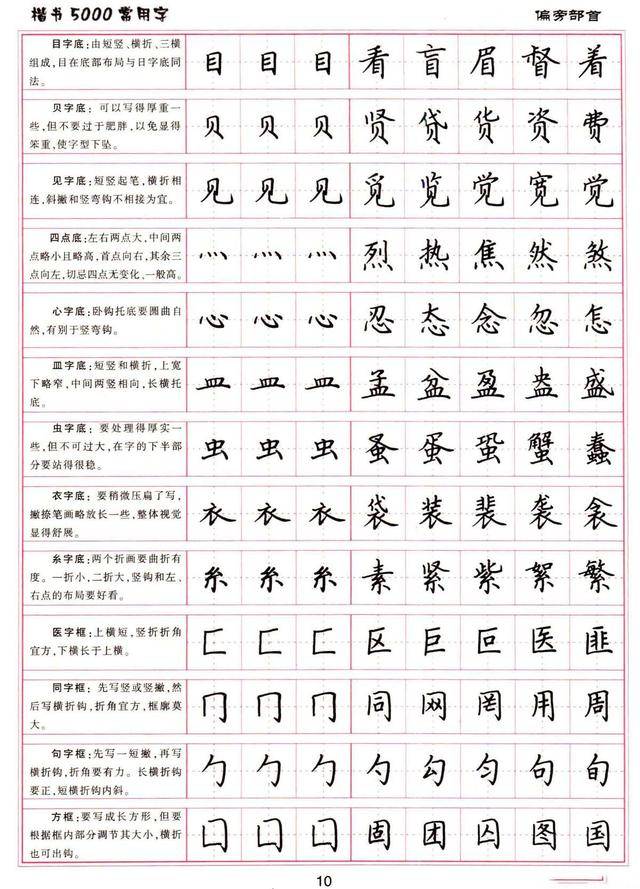 楷书5000常用字
偏旁部首
目字底:由短竖、横折、三横
组成,目在底部布局与日字底同
法。
目 目 目 看 盲 眉 督 着
贝字底:可以写得厚重一
些,但不要过于肥胖,以免显得
笨重,使字型下坠。
贝 贝 贝 贤 贷 货 资 费
见字底:短竖起笔,横折相
连,斜撇和竖弯钩不相接为宜。
见 见 见 觅 览 觉 宽 觉
四点底:左右两点大,中间两
点略小且略高,首点向右,其余三
点向左,切忌四点无变化、一般高。
灬 灬 灬 烈 热 焦 然 煞
心字底:卧钩托底要圆曲自
然,有别于竖弯钩。
心 心 心 忍 态 念 忽 怎
皿字底:短竖和横折,上宽
下略窄,中间两竖相向,长横托
底。
皿 皿 皿 孟 盆 盈 盎 盛
虫字底:要处理得厚实一
些,但不可过大,在字的下半部
分要站得很稳。
虫 虫 虫 蚤 蛋 蛩 蟹 蠢
衣字底:要稍微压扁了写,
撇捺笔画略放长一些,整体视觉
显得舒展。
衣 衣 衣 袋 装 裴 袭 衾
糸字底:两个折画要曲折有
度。一折小、二折大,竖钩和左、
右点的布局要好看。
糸 糸 糸 素 紧 紫 絮 繁
医字框:上横短,竖折折角
宜方,下横长于上横。
匚 匚 匚 区 巨 叵 医 匪
同字框:先写竖或竖撇,然
后写横折钩,折角宜方,框廓莫
大。
冂 冂 冂 同 网 罔 用 周
句字框:先写一短撇,再写
横折钩,折角要有力。长横折钩
要正,短横折钩内斜。
勹 勹 勹 勺 勾 匀 句 旬
方框:要写成长方形,但要
根据框内部分调节其大小,横折
也可出钩。
囗 囗 囗 固 团 囚 图 国
10